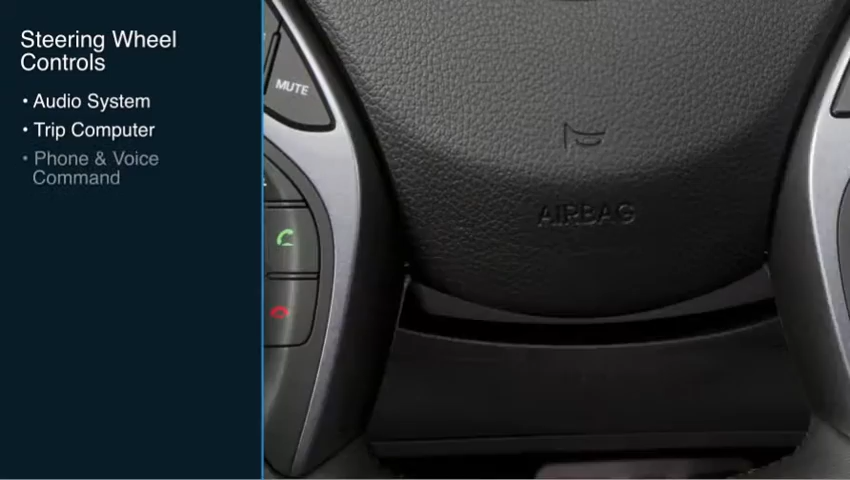 Steering Wheel
Controls
• Audio System
• Trip Computer
• Phone & Voice
Command
MUTE
AIRBAG